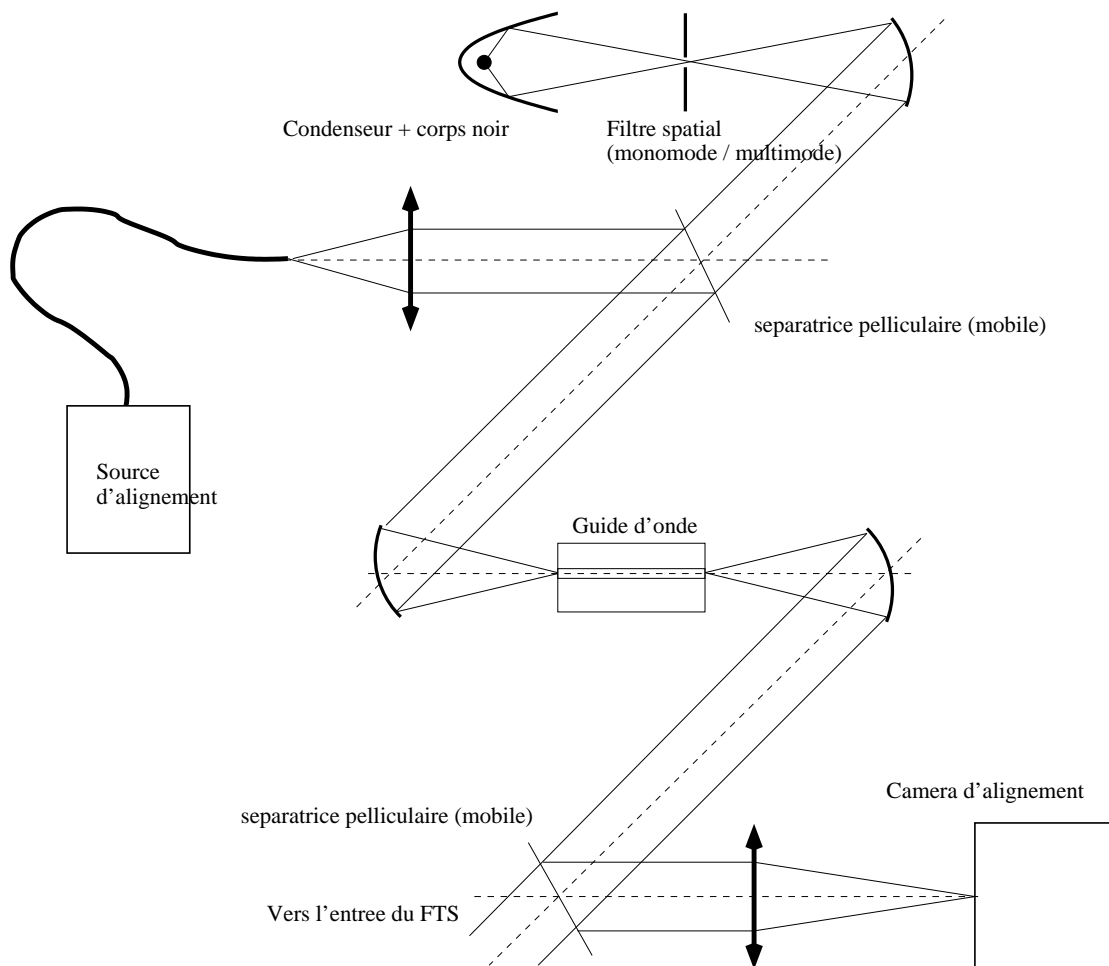 Condenseur + corps noir
Filtre spatial
(monomode / multimode)
separatrice pelliculaire (mobile)
Source
d'alignement
Guide d'onde
Camera d'alignement
separatrice pelliculaire (mobile)
Vers l'entree du FTS